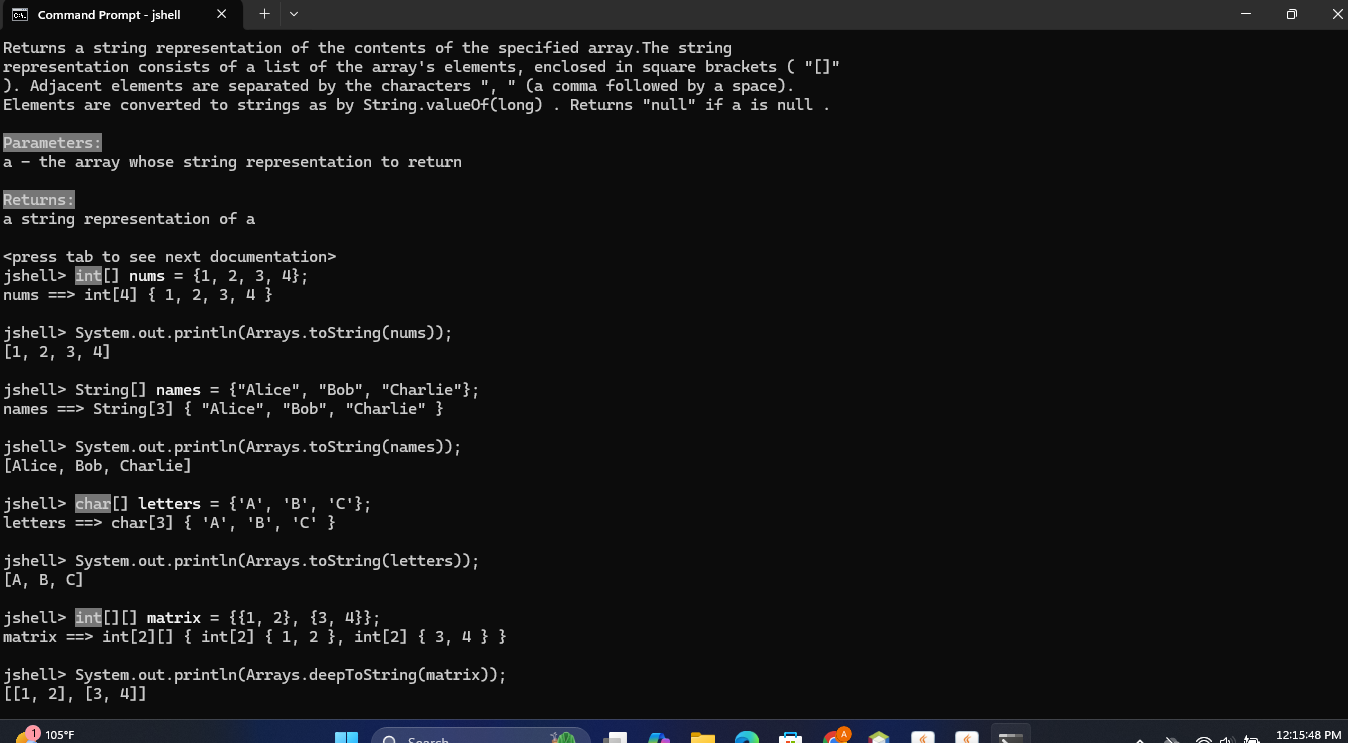 Command Prompt - jshell
Returns a string representation of the contents of the specified array.The string
representation consists of a list of the array's elements, enclosed in square brackets ( "[]"
). Adjacent elements are separated by the characters ", " (a comma followed by a space).
Elements are converted to strings as by String.valueOf(long) . Returns "null" if a is null .
Parameters:
a - the array whose string representation to return
Returns:
a string representation of a
<press tab to see next documentation>
jshell> int[] nums = {1, 2, 3, 4};
nums ==> int[4] { 1, 2, 3, 4 }
jshell> System.out.println(Arrays.toString(nums));
[1, 2, 3, 4]
jshell> String[] names = {"Alice", "Bob", "Charlie"};
names ==> String[3] { "Alice", "Bob", "Charlie" }
jshell> System.out.println(Arrays.toString(names));
[Alice, Bob, Charlie]
jshell> char[] letters = {'A', 'B', 'C'};
letters ==> char[3] { 'A', 'B', 'C' }
jshell> System.out.println(Arrays.toString(letters));
[A, B, C]
jshell> int[][] matrix = {{1, 2}, {3, 4}};
matrix ==> int[2][] { int[2] { 1, 2 }, int[2] { 3, 4 } }
jshell> System.out.println(Arrays.deepToString(matrix));
[[1, 2], [3, 4]]
1
105°F
Search
A
12:15:48 PM